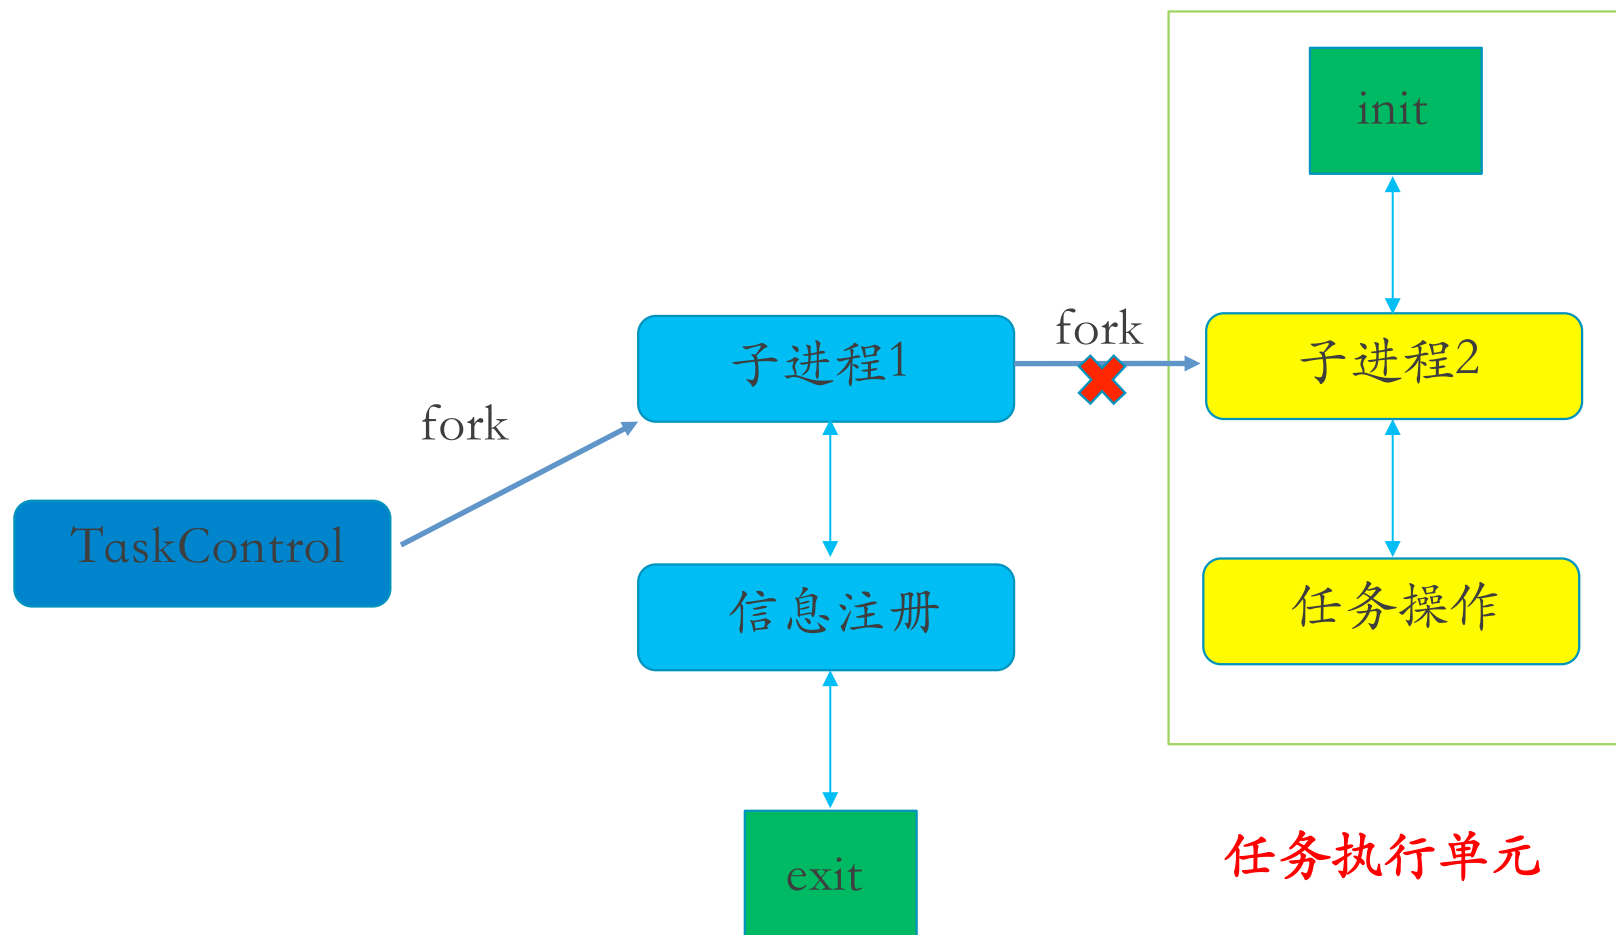 init
fork
子进程1
子进程2
fork
TaskControl
信息注册
任务操作
exit
任务执行单元